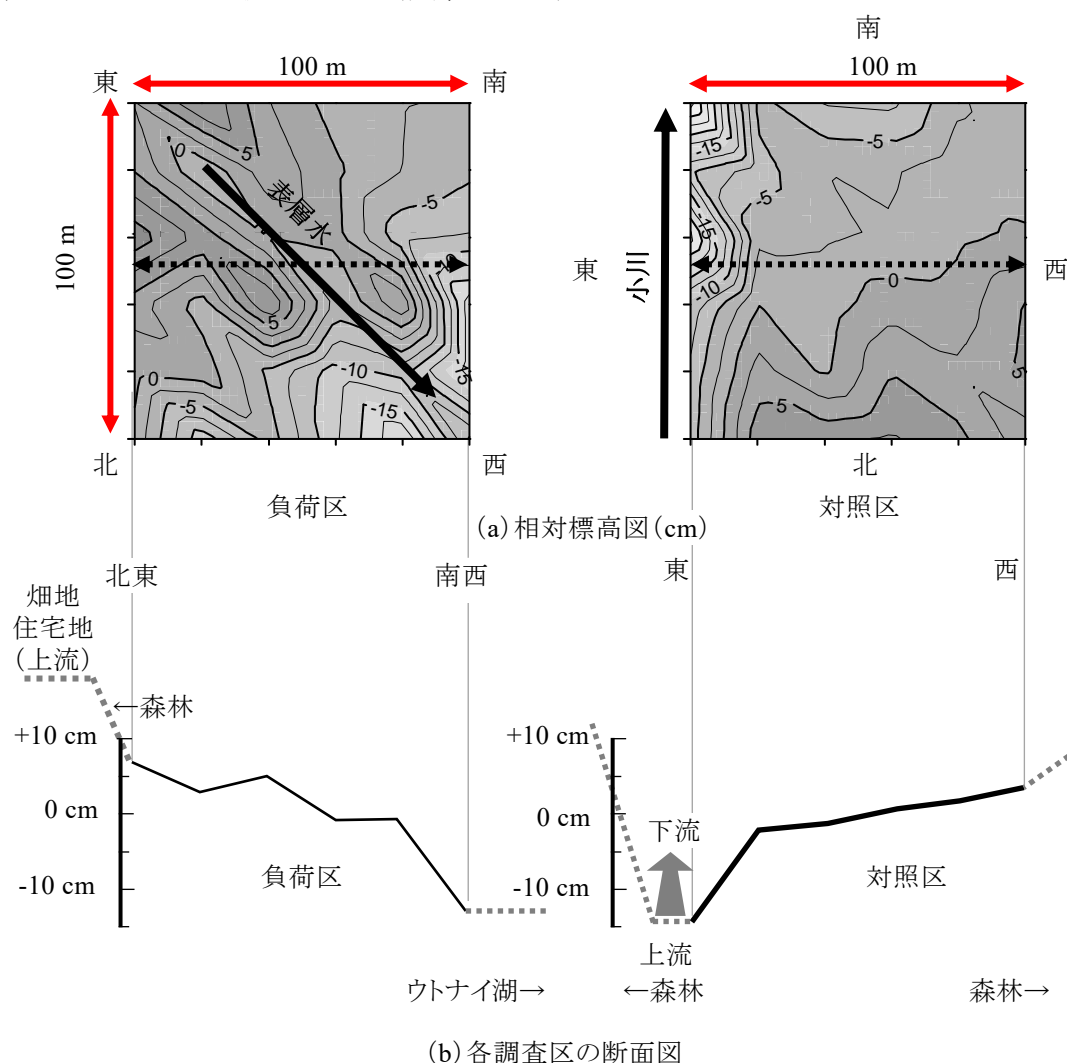 南
100 m
100 m
東
南
100 m
0
5
表層水
-5
5
0
-5
-10
-15
-15
北
西
負荷区
-15
-5
-15
-10
0
5
5
東
西
小川
北
対照区
(a)相対標高図(cm)
北東
南西
東
西
畑地
住宅地
(上流)
←森林
+10 cm
0 cm
-10 cm
負荷区
ウトナイ湖→
+10 cm
0 cm
-10 cm
下流
対照区
上流
←森林
森林→
(b)各調査区の断面図